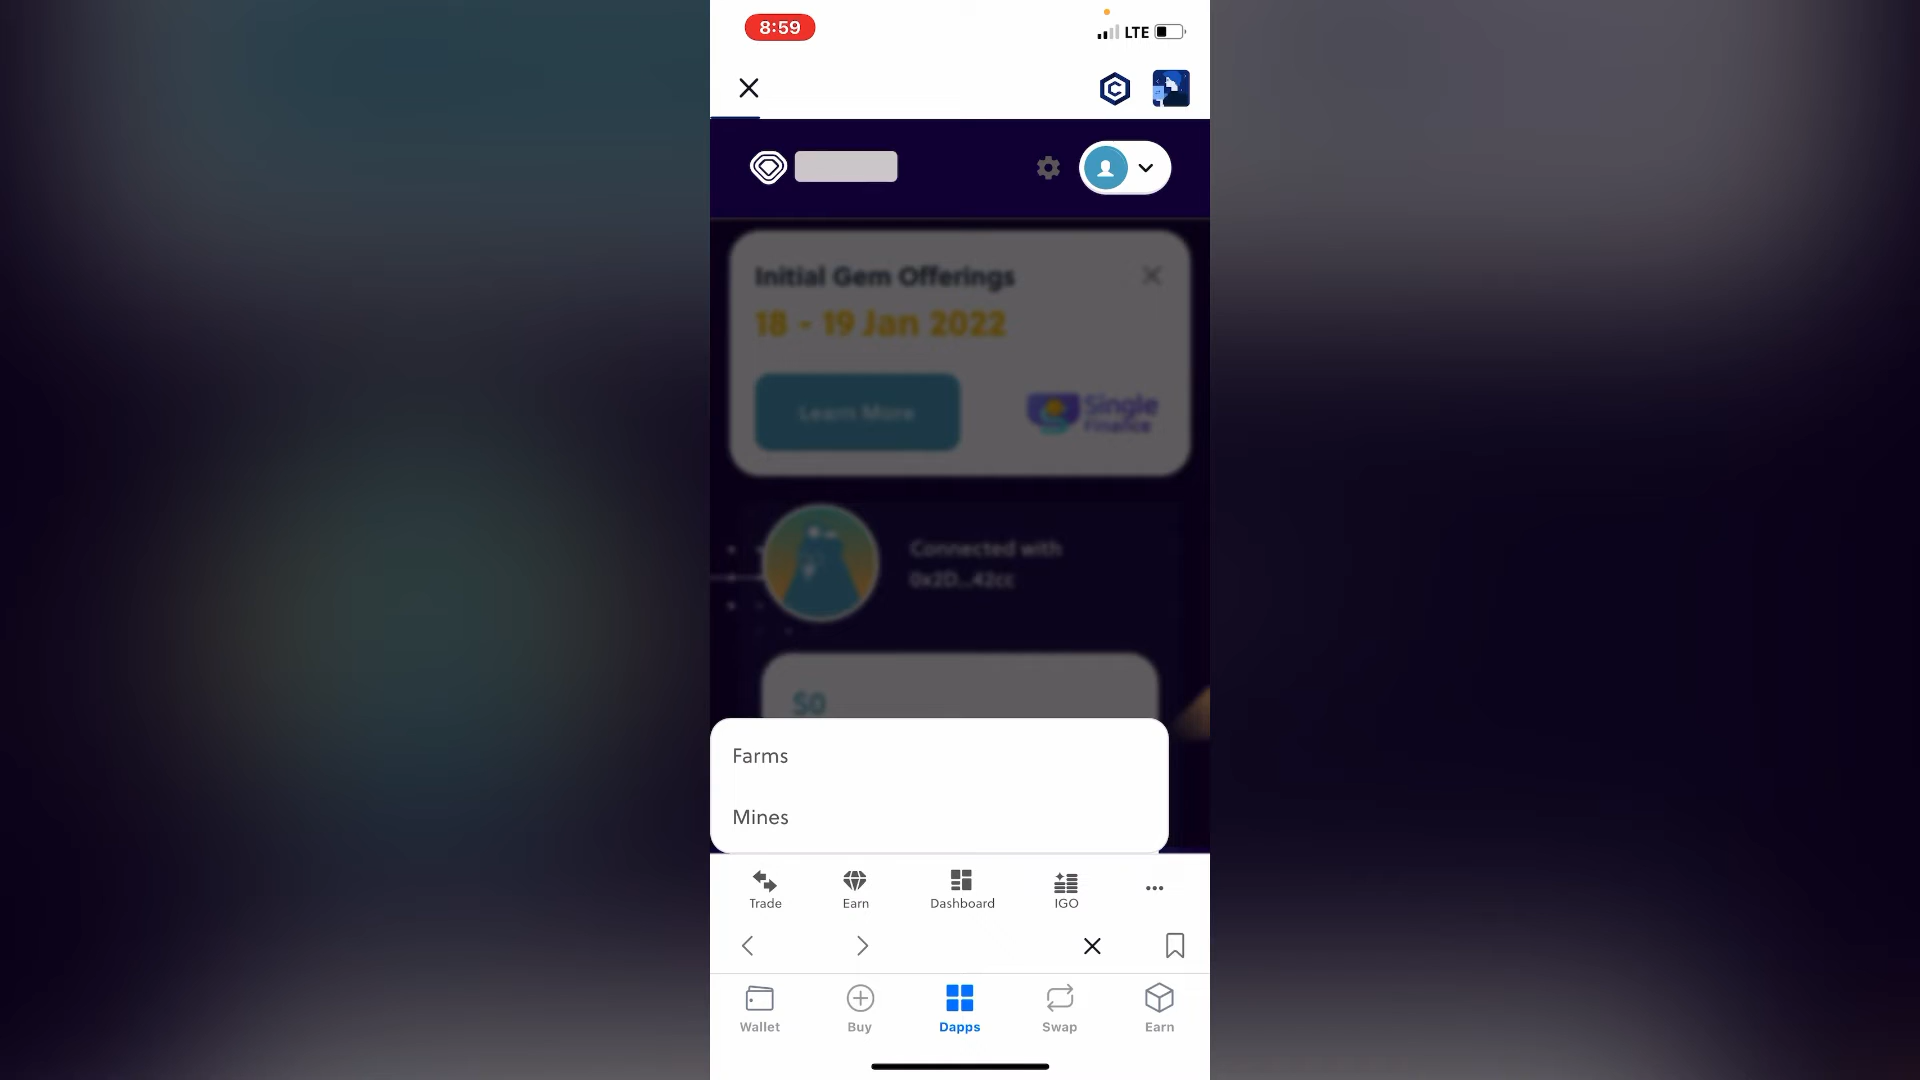 8:59
LTE
Initial Gem Offerings
18 - 19 Jan 2022
Learn More
Single
Finance
Connected with
0x2D...42cc
$0
Farms
Mines
Trade
Earn
Dashboard
IGO
Wallet
Buy
Dapps
Swap
Earn